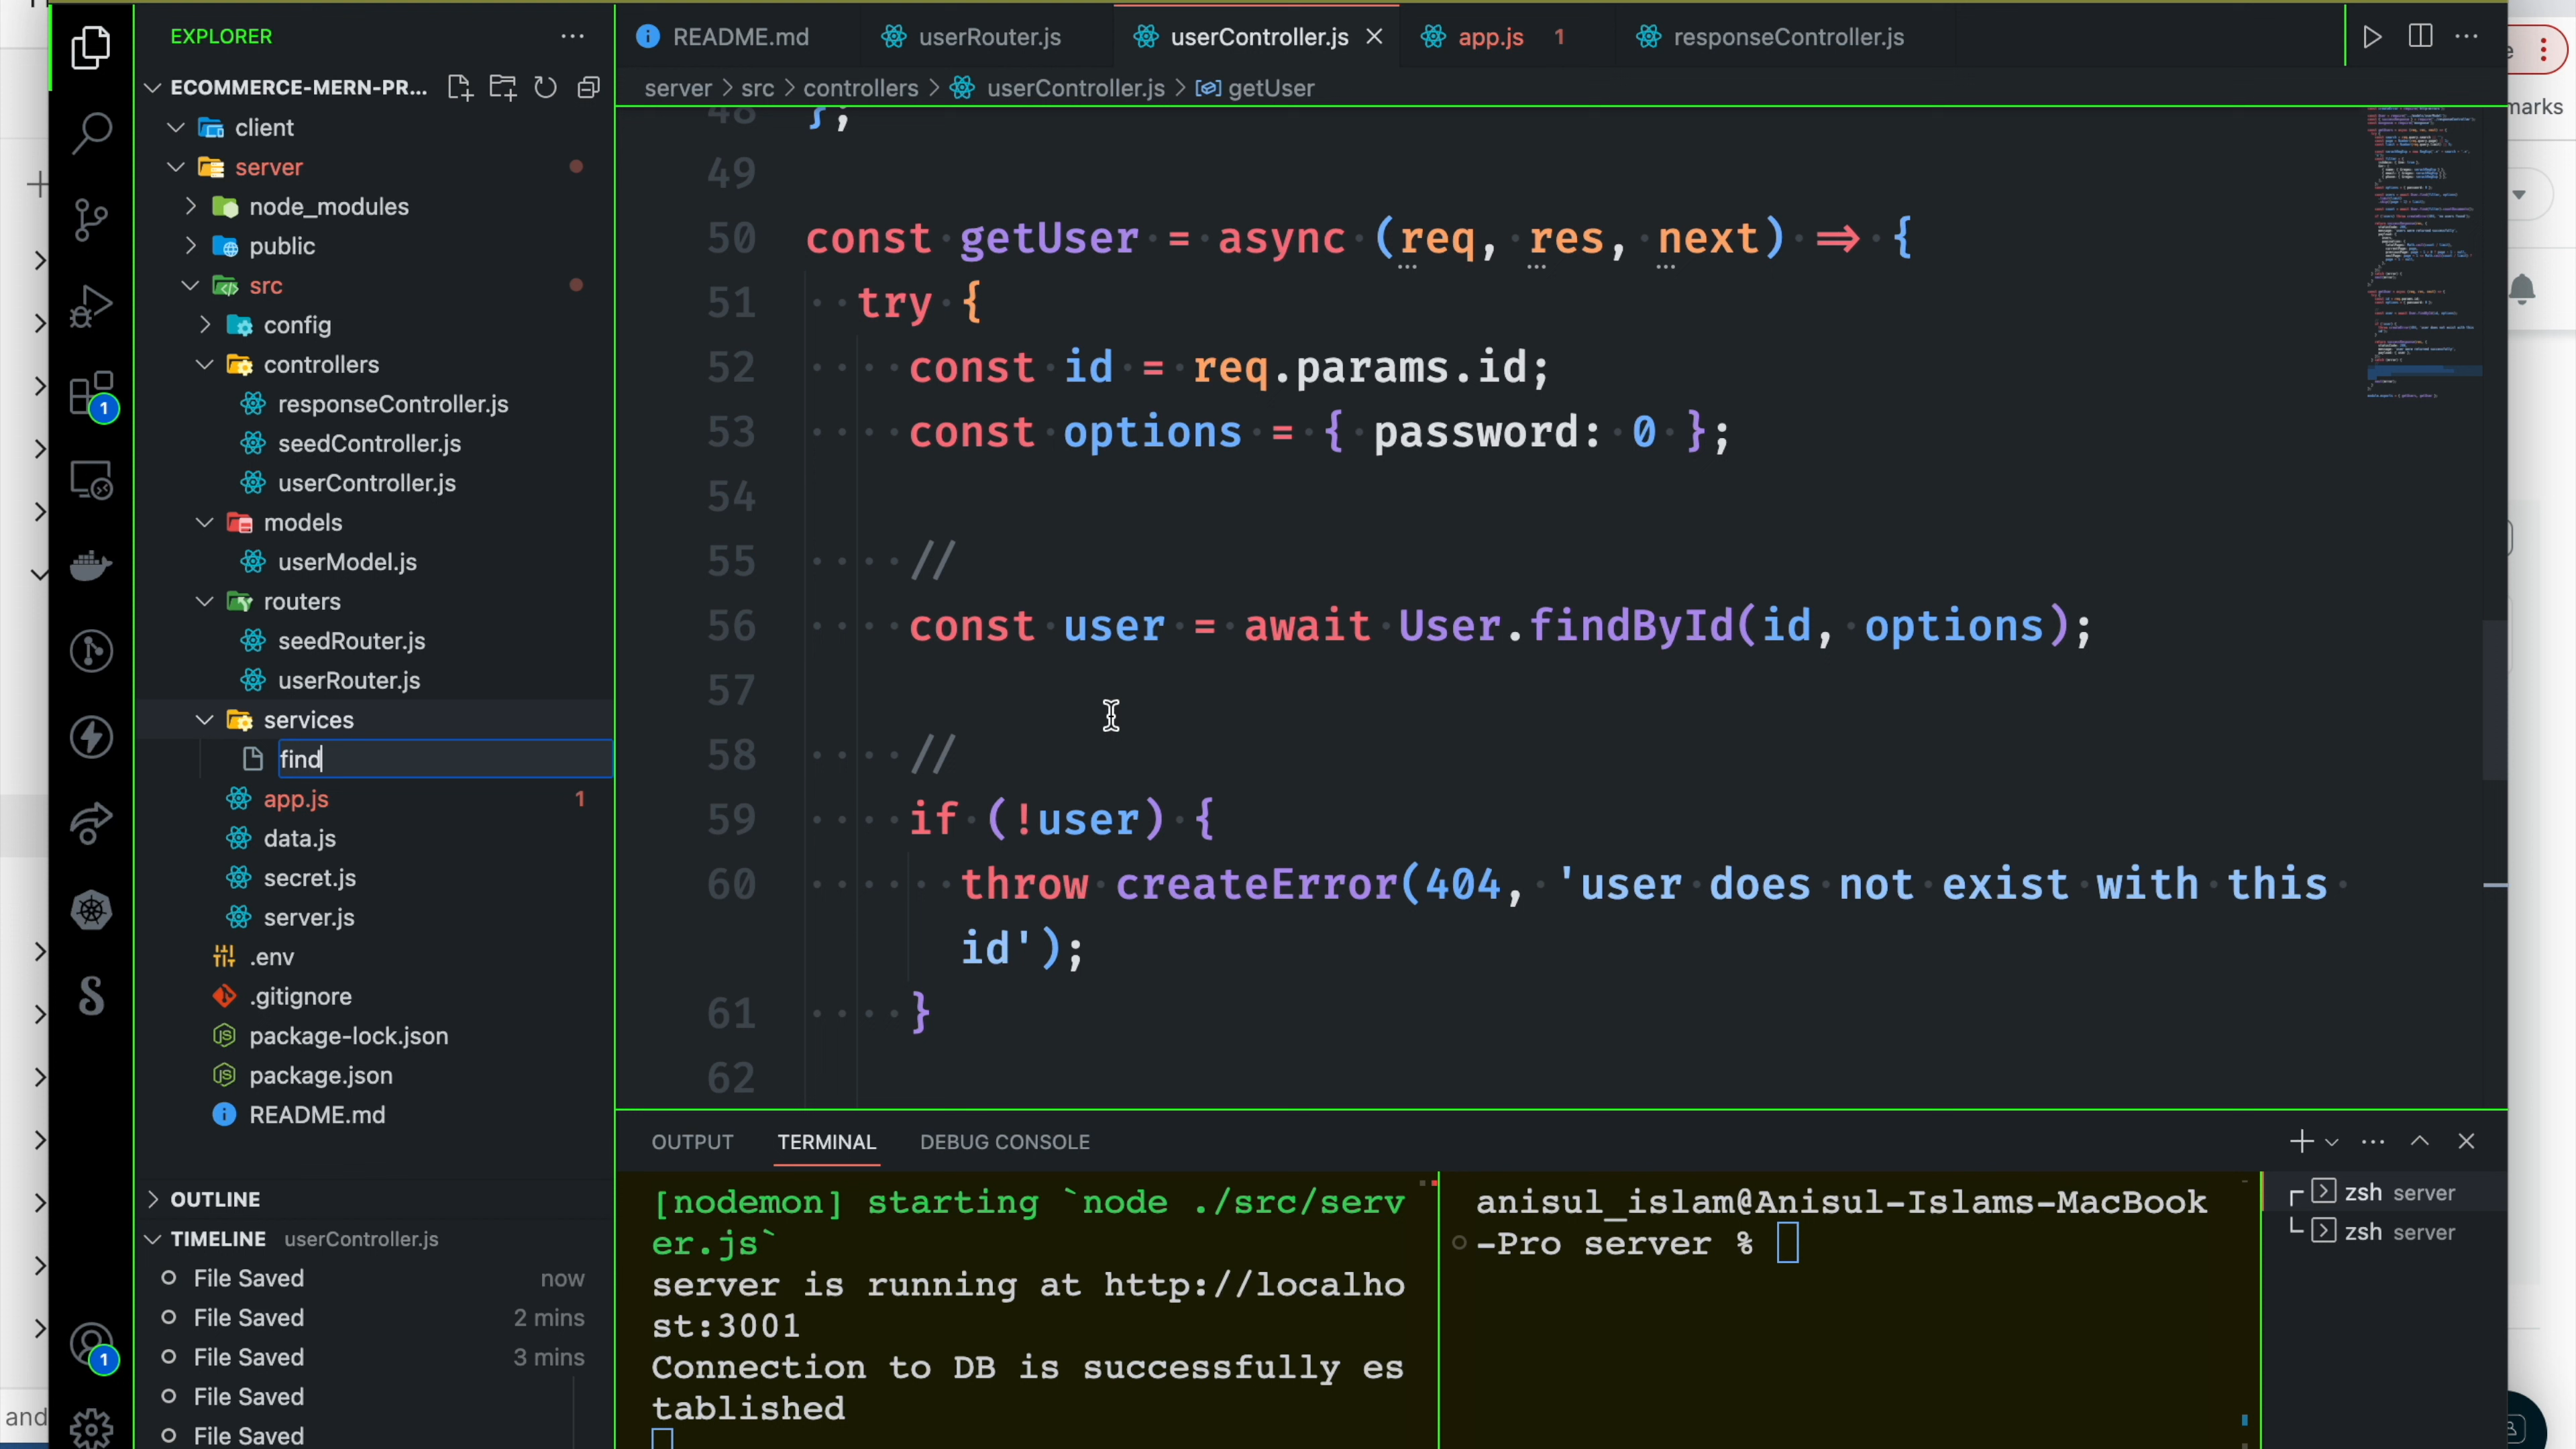 EXPLORER
ECOMMERCE-MERN-PR...
client
server
node_modules
public
src
config
controllers
responseController.js
seedController.js
userController.js
models
userModel.js
routers
seedRouter.js
userRouter.js
services
find
app.js 1
data.js
secret.js
server.js
.env
.gitignore
package-lock.json
package.json
README.md
OUTLINE
TIMELINE userController.js
File Saved now
File Saved 2 mins
File Saved 3 mins
File Saved
File Saved
1
1
README.md userRouter.js userController.js app.js 1 responseController.js
server > src > controllers > userController.js > getUser
48 };
49
50 const getUser = async (req, res, next) => {
51 try {
52 const id = req.params.id;
53 const options = { password: 0 };
54
55 //
56 const user = await User.findById(id, options);
57
58 //
59 if (!user) {
60 throw createError(404, 'user does not exist with this
id');
61 }
62
OUTPUT TERMINAL DEBUG CONSOLE
[nodemon] starting `node ./src/serv
er.js`
server is running at http://localho
st:3001
Connection to DB is successfully es
tablished
anisul_islam@Anisul-Islams-MacBook
-Pro server %
zsh server
zsh server
marks
and